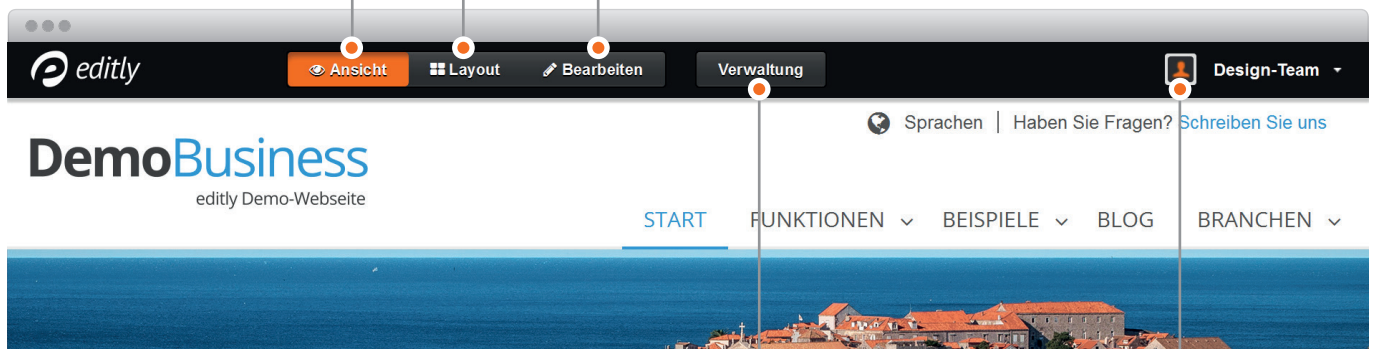 editly Ansicht Layout Bearbeiten Verwaltung Design-Team
Sprachen | Haben Sie Fragen? Schreiben Sie uns
DemoBusiness
editly Demo-Webseite
START FUNKTIONEN BEISPIELE BLOG BRANCHEN